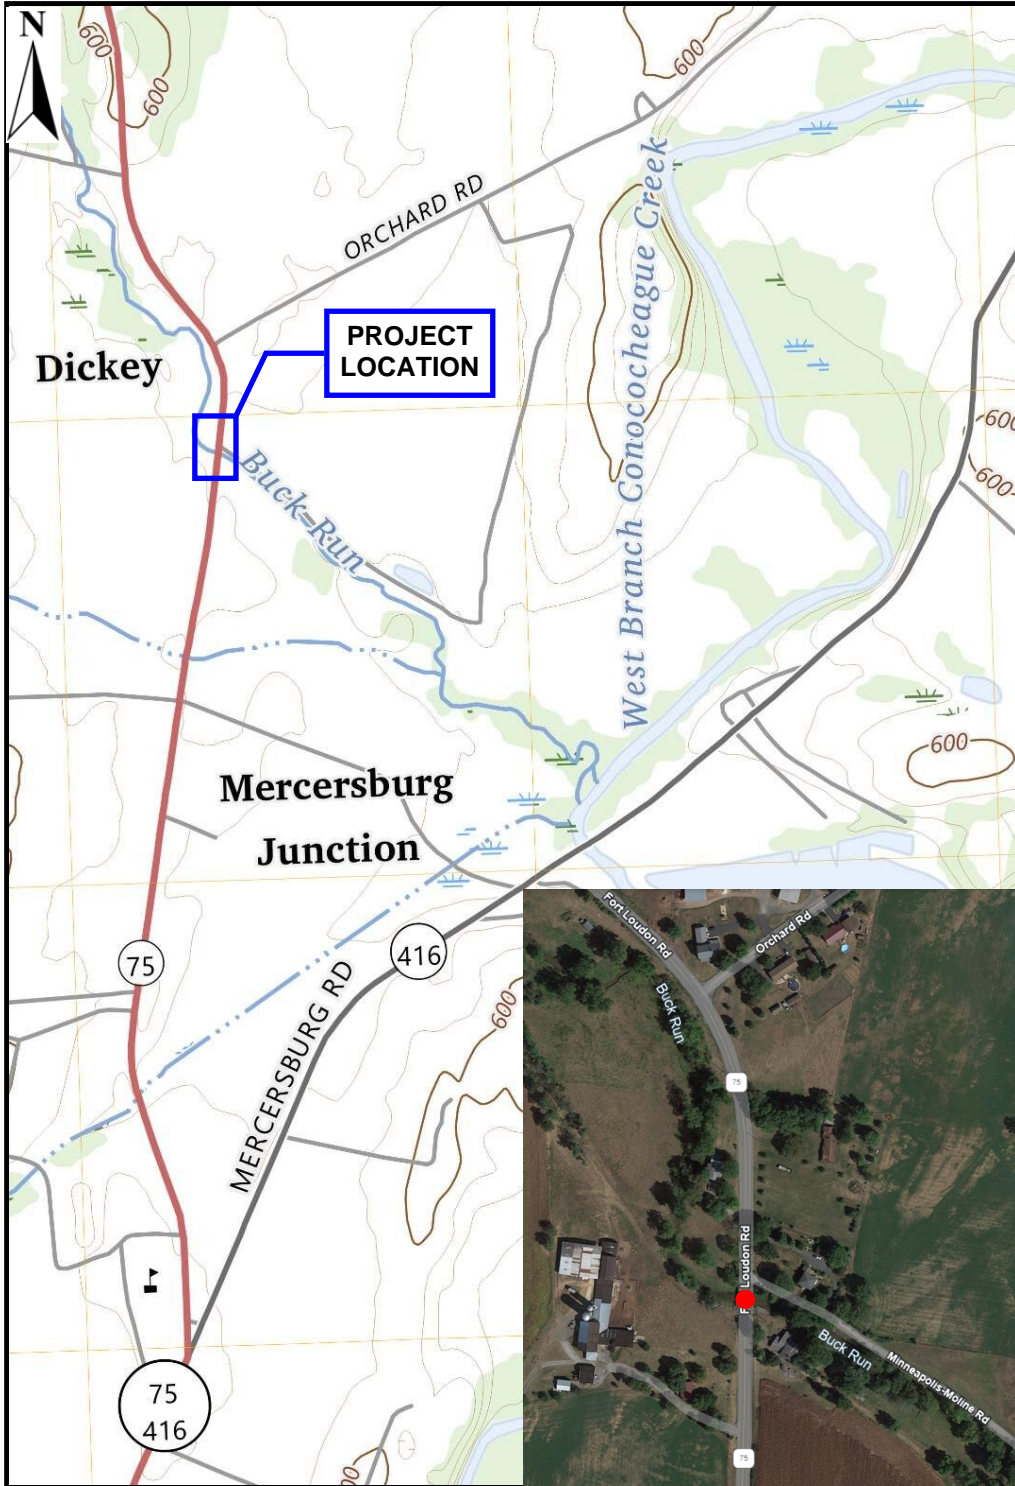 N
600
600
600
ORCHARD RD
West Branch Conococheague Creek
PROJECT
LOCATION
Dickey
600
600
Buck Run
600
Mercersburg
Junction
75
416
MERCERSBURG RD
600
75
416
Fort Loudon Rd
Orchard Rd
Buck Run
75
Loudon Rd
Buck Run
Minneapolis-Moline Rd
75